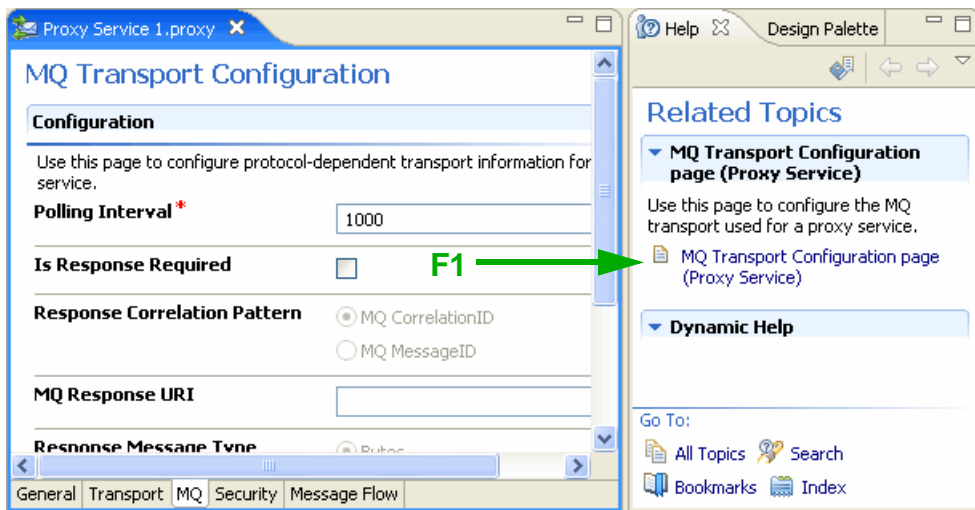 Proxy Service 1.proxy
MQ Transport Configuration
Configuration
Use this page to configure protocol-dependent transport information for
service.
Polling Interval*
1000
Is Response Required
Response Correlation Pattern
MQ CorrelationID
MQ MessageID
MQ Response URI
Response Message Type
Bytes
General Transport MQ Security Message Flow
F1
Help
Design Palette
Related Topics
MQ Transport Configuration
page (Proxy Service)
Use this page to configure the MQ
transport used for a proxy service.
MQ Transport Configuration page
(Proxy Service)
Dynamic Help
Go To:
All Topics Search
Bookmarks Index